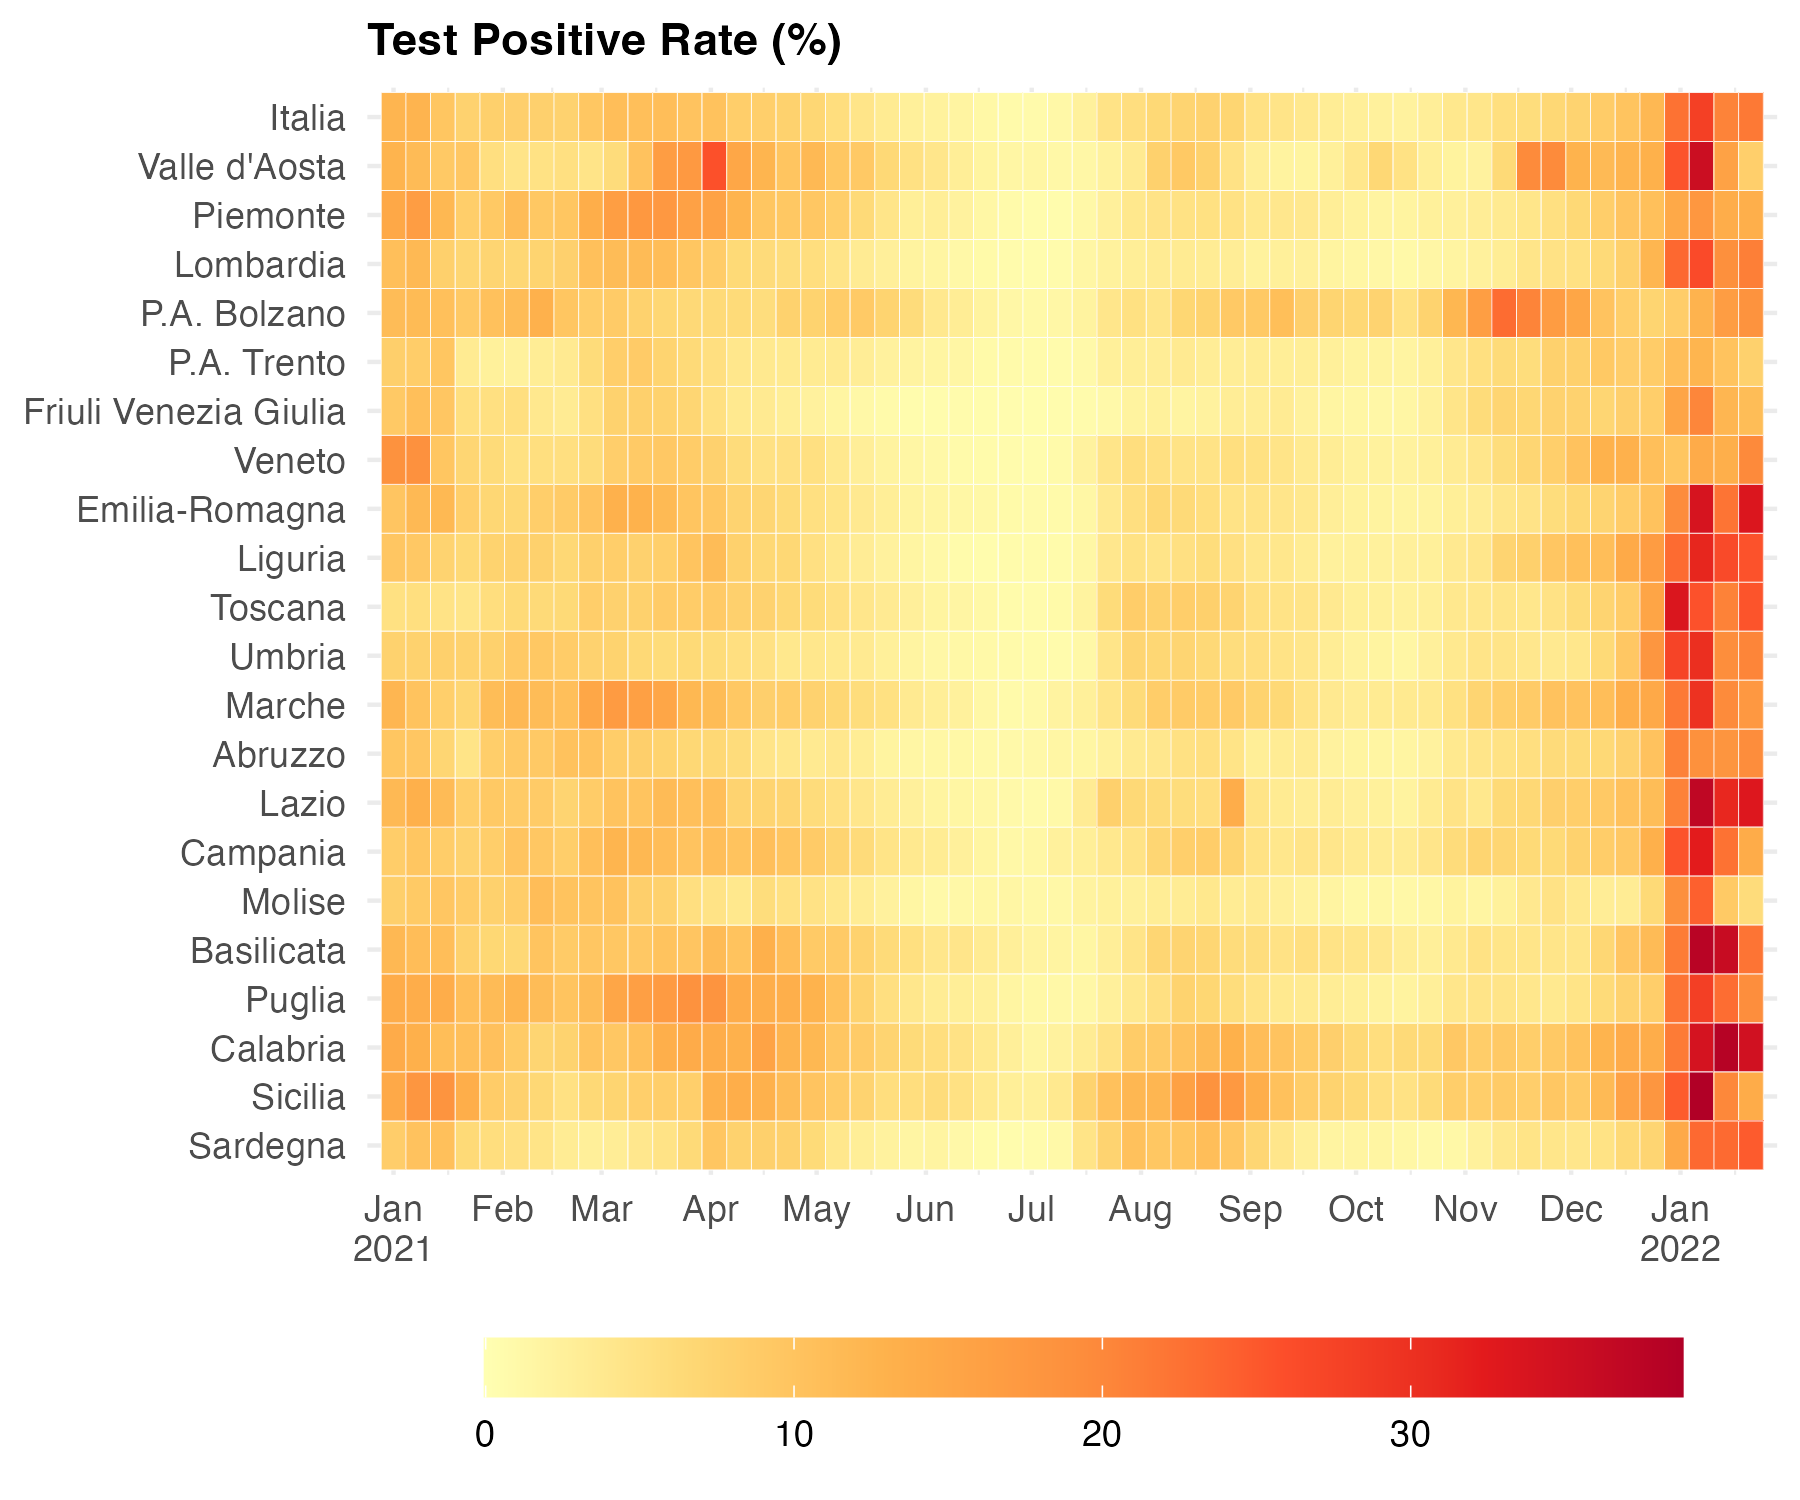 Test Positive Rate (%)
Italia
Valle d'Aosta
Piemonte
Lombardia
P.A. Bolzano
P.A. Trento
Friuli Venezia Giulia
Veneto
Emilia-Romagna
Liguria
Toscana
Umbria
Marche
Abruzzo
Lazio
Campania
Molise
Basilicata
Puglia
Calabria
Sicilia
Sardegna
Jan Feb Mar Apr May Jun Jul Aug Sep Oct Nov Dec Jan
2021 2022
0 10 20 30